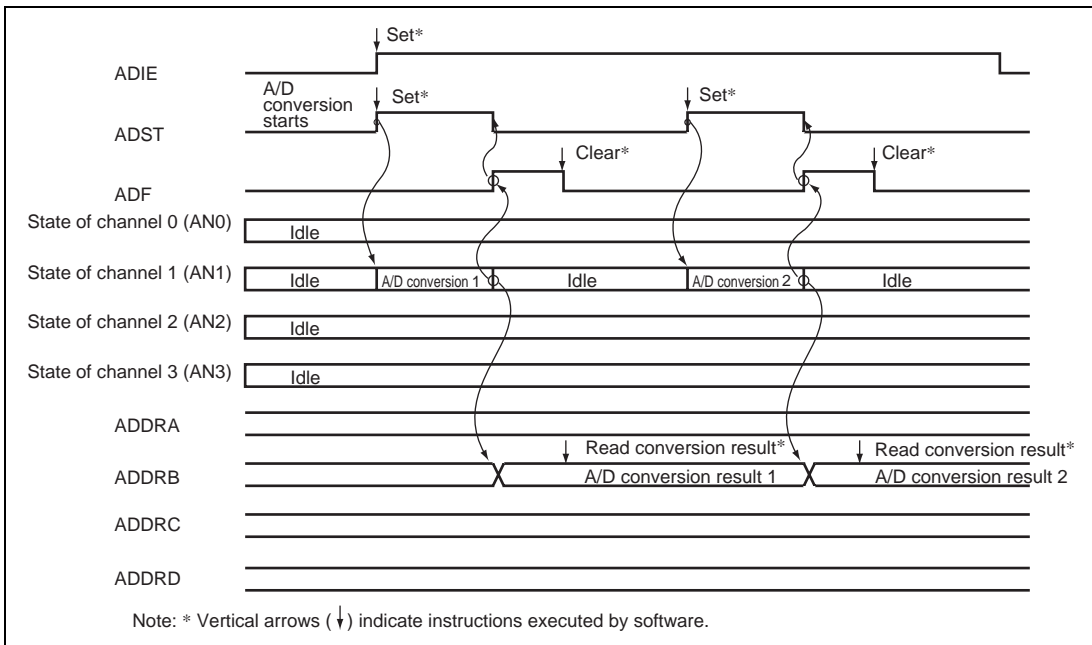 Set*
ADIE
A/D
conversion
starts
Set*
Set*
ADST
Clear*
Clear*
ADF
State of channel 0 (AN0)
Idle
State of channel 1 (AN1)
Idle
A/D conversion 1
Idle
A/D conversion 2
Idle
State of channel 2 (AN2)
Idle
State of channel 3 (AN3)
Idle
ADDRA
Read conversion result*
Read conversion result*
ADDRB
A/D conversion result 1
A/D conversion result 2
ADDRC
ADDRD
Note: * Vertical arrows (↓) indicate instructions executed by software.